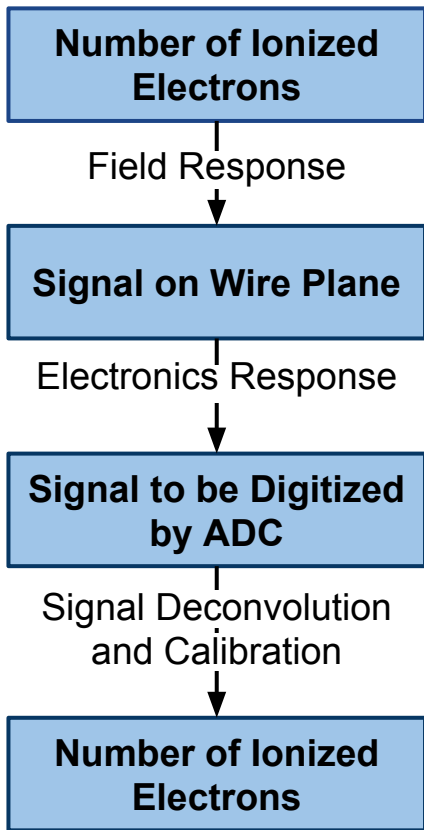 Number of Ionized
Electrons
Field Response
Signal on Wire Plane
Electronics Response
Signal to be Digitized
by ADC
Signal Deconvolution
and Calibration
Number of Ionized
Electrons